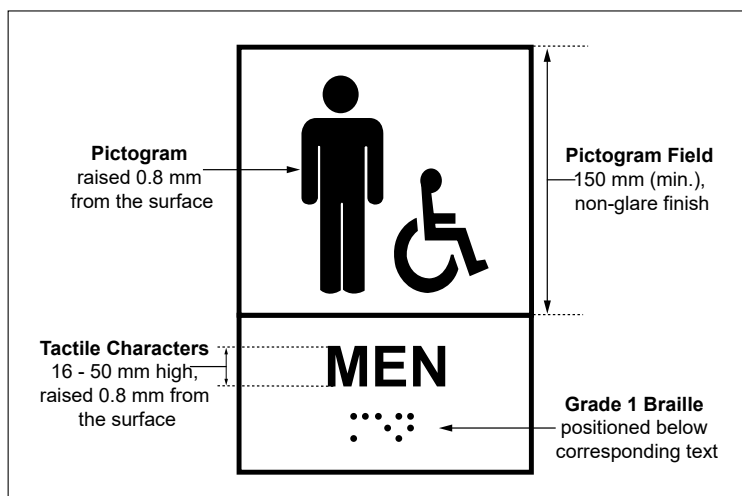 Pictogram
raised 0.8 mm
from the surface
Pictogram Field
150 mm (min.),
non-glare finish
Tactile Characters
16 - 50 mm high,
raised 0.8 mm from
the surface
MEN
Grade 1 Braille
positioned below
corresponding text